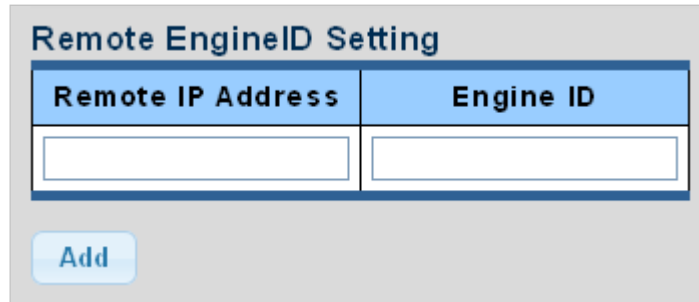 Remote EngineID Setting
Remote IP Address Engine ID
Add